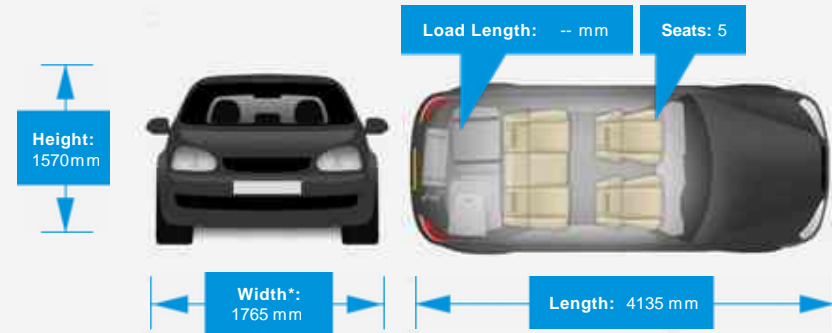 Load Length: -- mm
Seats: 5
Height:
1570mm
Width*:
1765 mm
Length: 4135 mm